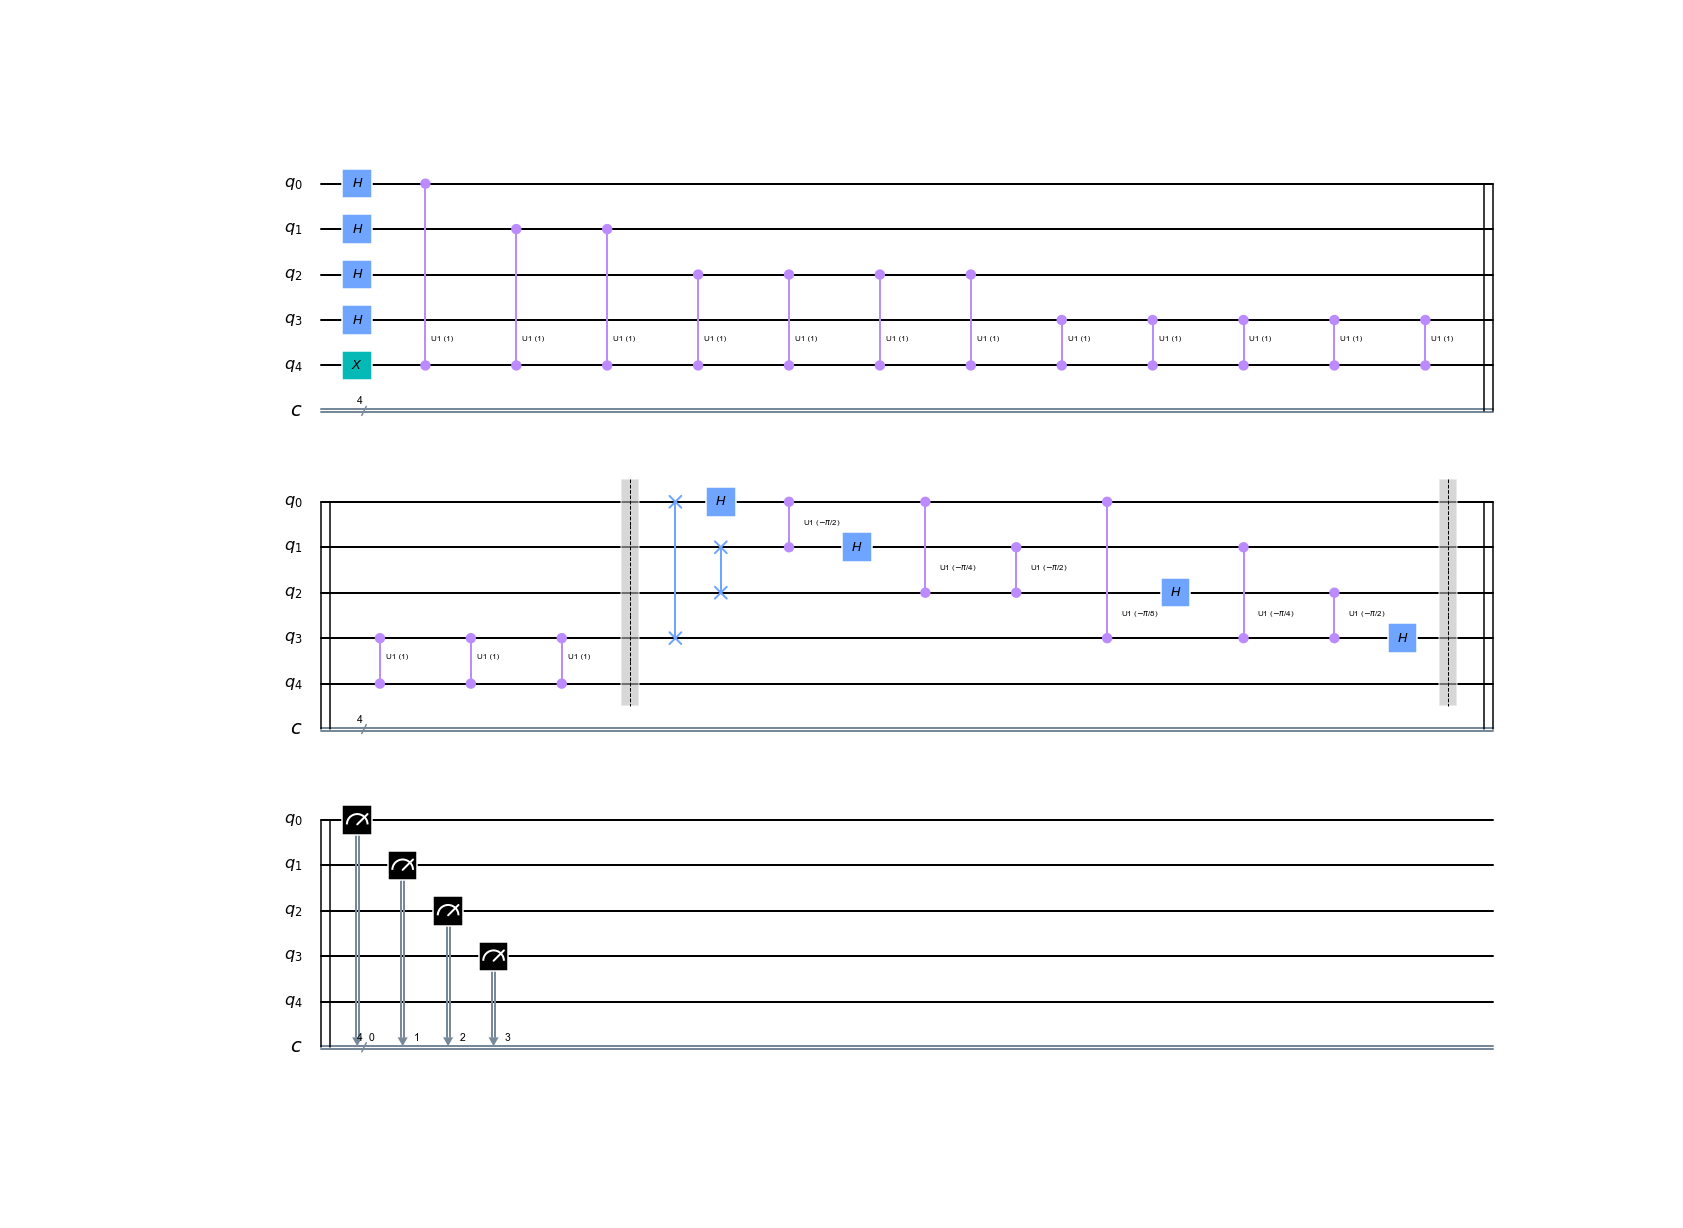 q0 H
q1 H
q2 H
q3 H
U1 (1) U1 (1) U1 (1) U1 (1) U1 (1) U1 (1) U1 (1) U1 (1) U1 (1) U1 (1) U1 (1) U1 (1)
q4 X
4
c
q0 H
U1 (−π/2)
q1 H
U1 (−π/4) U1 (−π/2)
q2 H
U1 (−π/8) U1 (−π/4) U1 (−π/2)
q3 H
U1 (1) U1 (1) U1 (1)
q4
4
c
q0
q1
q2
q3
q4
4 0 1 2 3
c